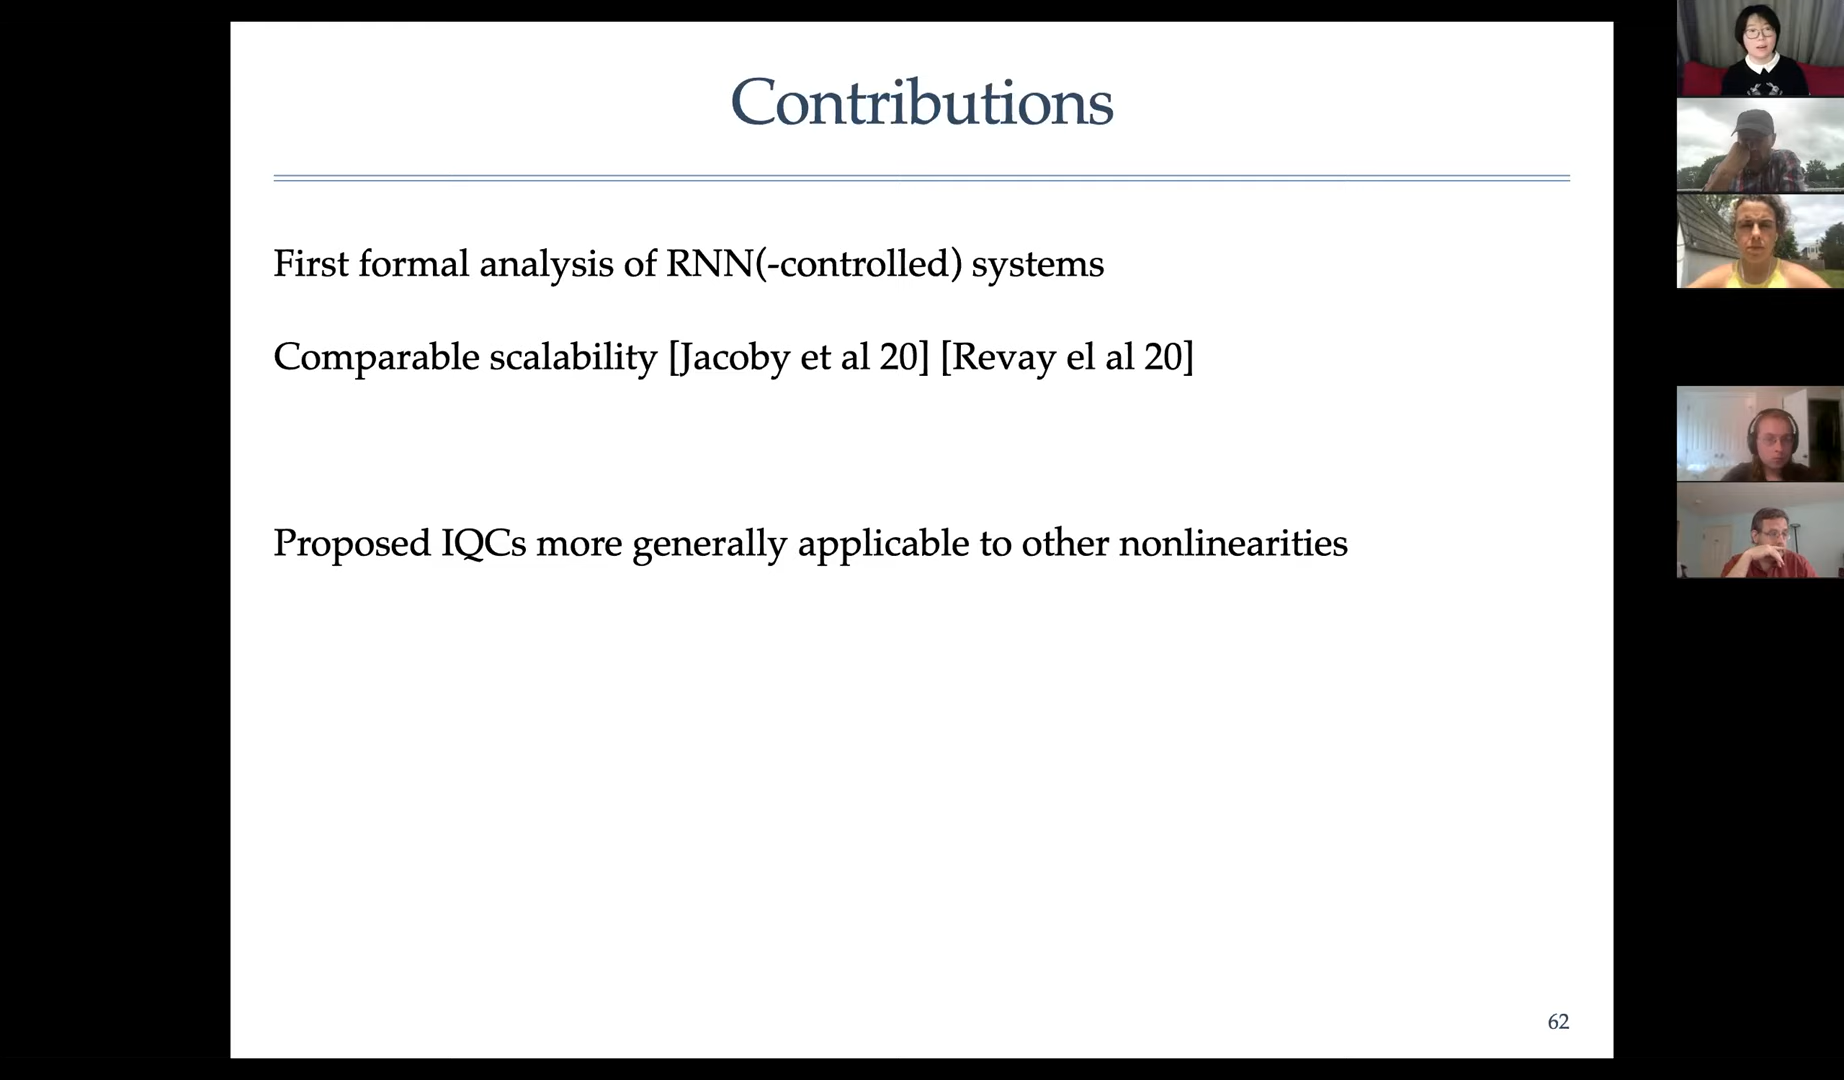 Contributions
First formal analysis of RNN(-controlled) systems
Comparable scalability [Jacoby et al 20] [Revay el al 20]
Proposed IQCs more generally applicable to other nonlinearities
62